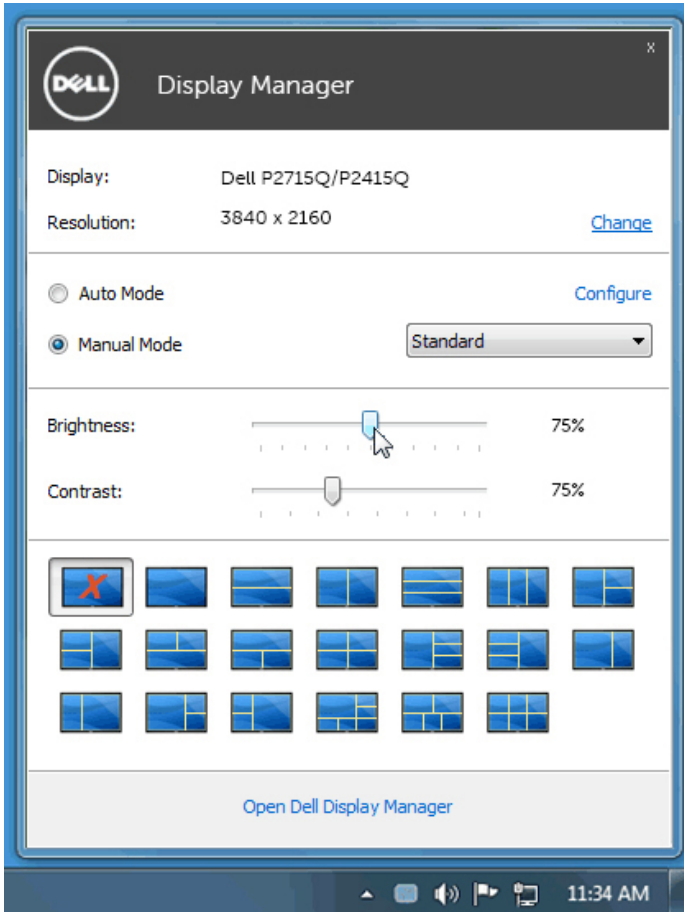 x
DELL Display Manager
Display: Dell P2715Q/P2415Q
Resolution: 3840 x 2160 Change
Auto Mode Configure
Manual Mode Standard
Brightness: 75%
Contrast: 75%
Open Dell Display Manager
11:34 AM